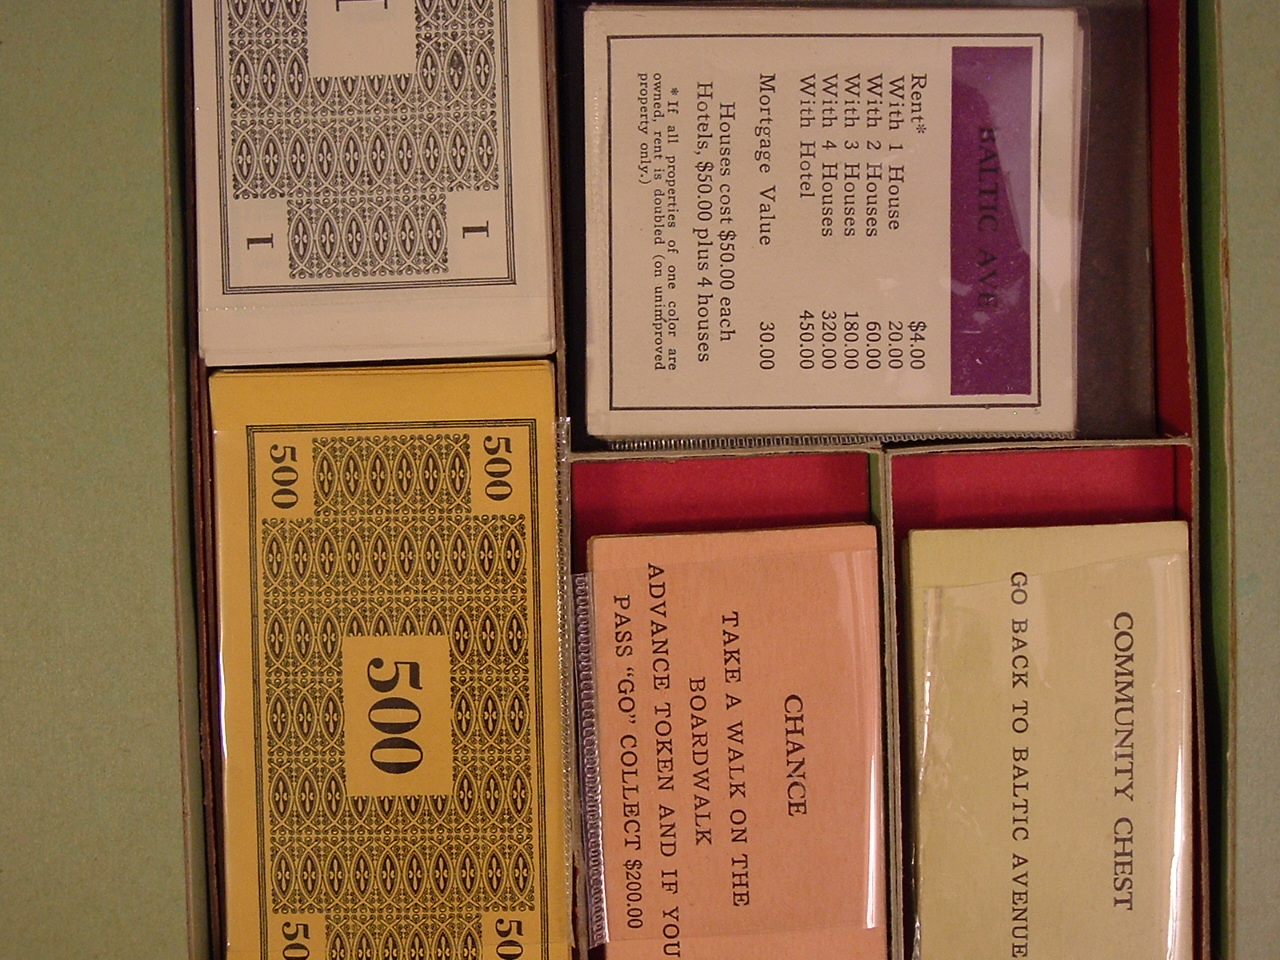 1
1
1
BALTIC AVE.
Rent* $4.00
With 1 House 20.00
With 2 Houses 60.00
With 3 Houses 180.00
With 4 Houses 320.00
With Hotel 450.00
Mortgage Value 30.00
Houses cost $50.00 each
Hotels, $50.00 plus 4 houses
* If all properties of one color are
owned, rent is doubled (on unimproved
property only.)
500
500
500
50
50
CHANCE
TAKE A WALK ON THE
BOARDWALK
ADVANCE TOKEN AND IF YOU
PASS "GO" COLLECT $200.00
COMMUNITY CHEST
GO BACK TO BALTIC AVENUE